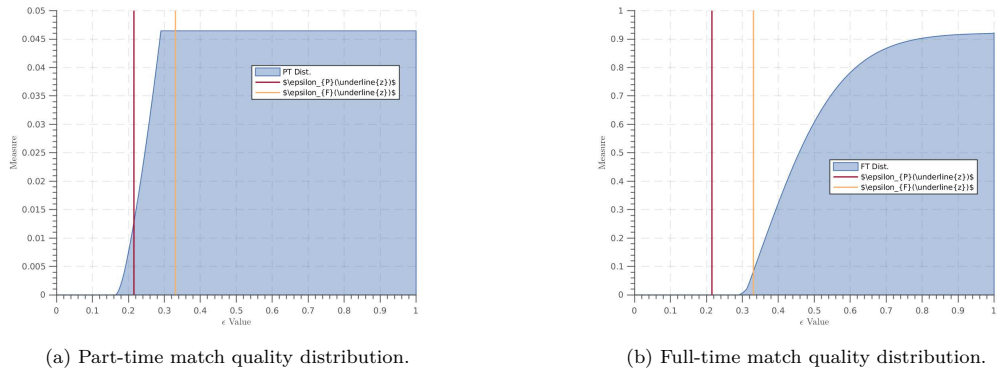 0.05
0.045
0.04
0.035
0.03
0.025
0.02
0.015
0.01
0.005
0
Measure
PT Dist.
$\epsilon_{P}(\underline{z})$
$\epsilon_{F}(\underline{z})$
0 0.1 0.2 0.3 0.4 0.5 0.6 0.7 0.8 0.9 1
ϵ Value
(a) Part-time match quality distribution.
1
0.9
0.8
0.7
0.6
0.5
0.4
0.3
0.2
0.1
0
Measure
FT Dist.
$\epsilon_{P}(\underline{z})$
$\epsilon_{F}(\underline{z})$
0 0.1 0.2 0.3 0.4 0.5 0.6 0.7 0.8 0.9 1
ϵ Value
(b) Full-time match quality distribution.